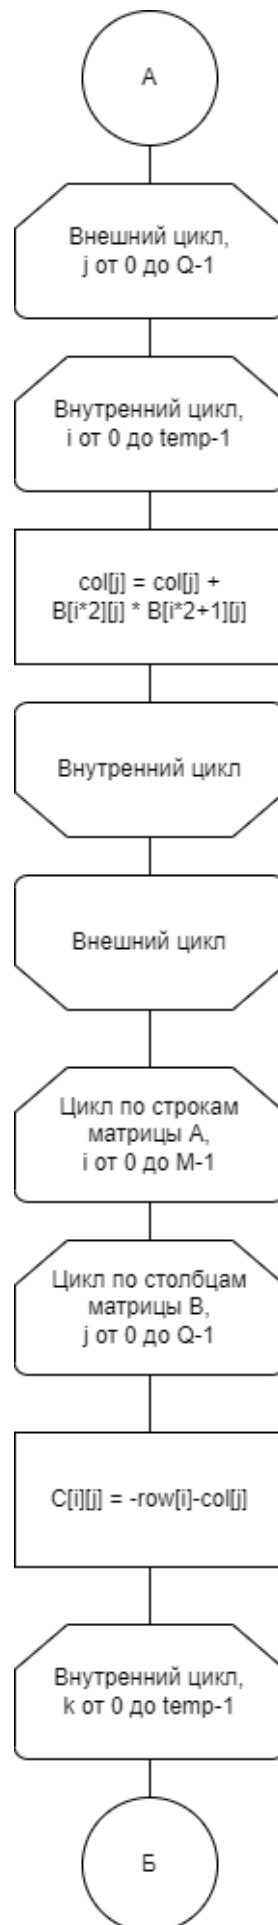 А
Внешний цикл,
j от 0 до Q-1
Внутренний цикл,
i от 0 до temp-1
col[j] = col[j] +
B[i*2][j] * B[i*2+1][j]
Внутренний цикл
Внешний цикл
Цикл по строкам
матрицы А,
i от 0 до M-1
Цикл по столбцам
матрицы В,
j от 0 до Q-1
C[i][j] = -row[i]-col[j]
Внутренний цикл,
k от 0 до temp-1
Б